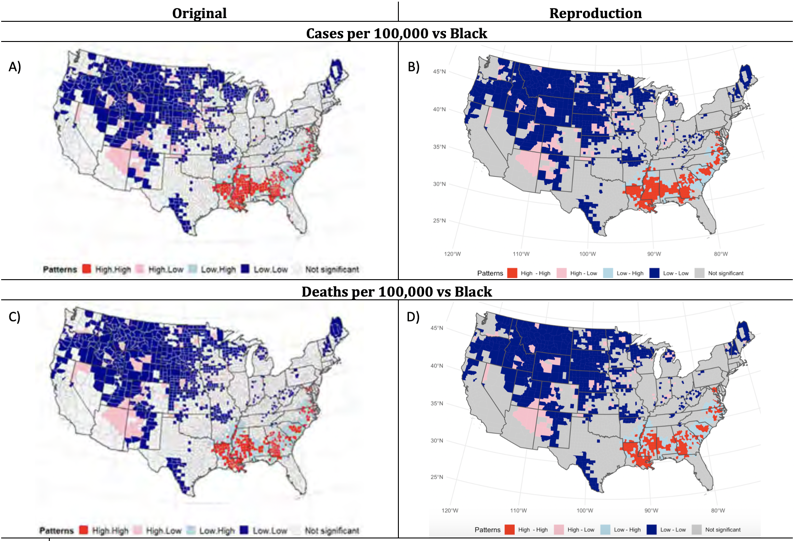 Original
Reproduction
Cases per 100,000 vs Black
A)
B)
45°N
40°N
35°N
30°N
25°N
120°W
110°W
100°W
90°W
80°W
Patterns High.High High.Low Low.High Low.Low Not significant
Patterns High - High High - Low Low - High Low - Low Not significant
Deaths per 100,000 vs Black
C)
D)
45°N
40°N
35°N
30°N
25°N
120°W
110°W
100°W
90°W
80°W
Patterns High.High High.Low Low.High Low.Low Not significant
Patterns High - High High - Low Low - High Low - Low Not significant